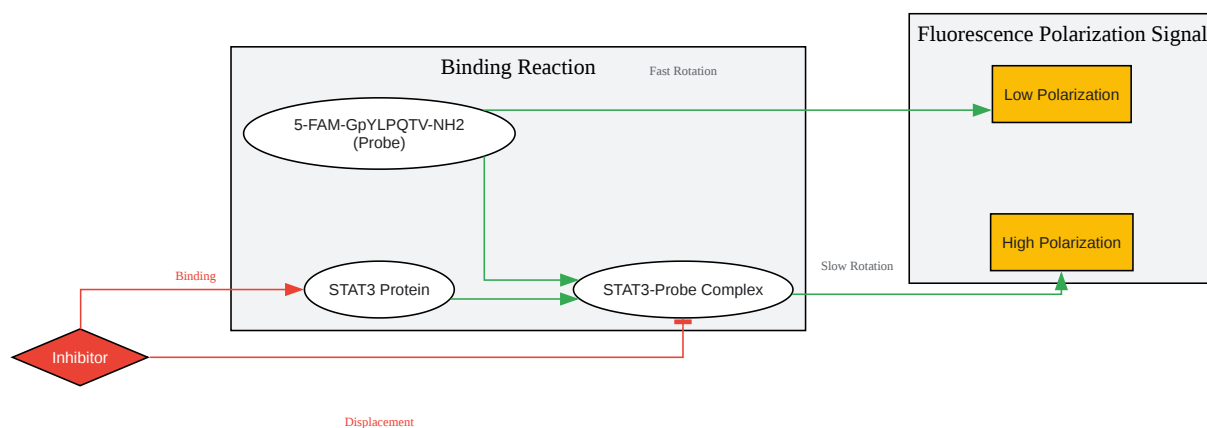 Fluorescence Polarization Signal
Binding Reaction
Fast Rotation
Low Polarization
5-FAM-GpYLPQTV-NH2
(Probe)
High Polarization
Slow Rotation
Binding
STAT3 Protein
STAT3-Probe Complex
Inhibitor
Displacement